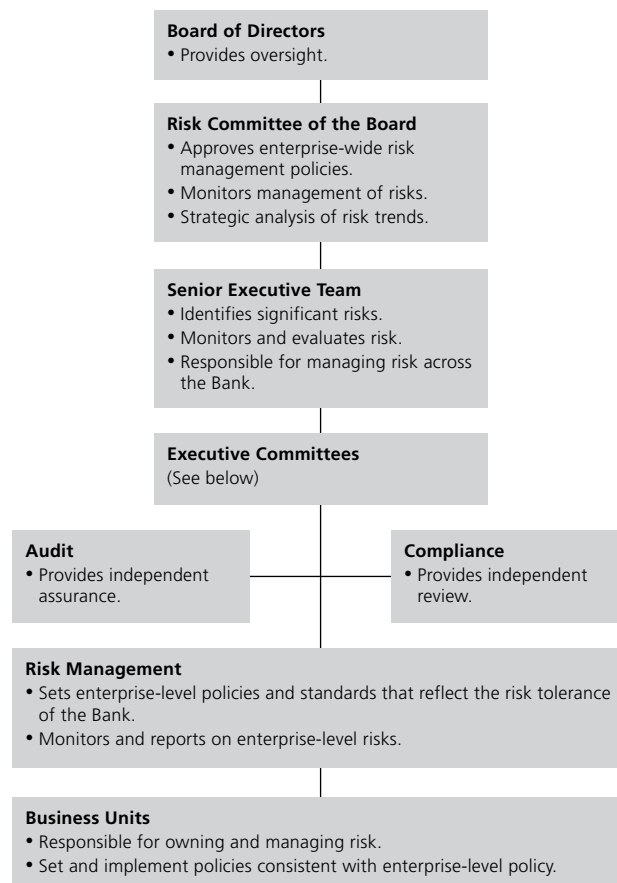 Board of Directors
• Provides oversight.
Risk Committee of the Board
• Approves enterprise-wide risk
management policies.
• Monitors management of risks.
• Strategic analysis of risk trends.
Senior Executive Team
• Identifies significant risks.
• Monitors and evaluates risk.
• Responsible for managing risk across
the Bank.
Executive Committees
(See below)
Audit
• Provides independent
assurance.
Compliance
• Provides independent
review.
Risk Management
• Sets enterprise-level policies and standards that reflect the risk tolerance
of the Bank.
• Monitors and reports on enterprise-level risks.
Business Units
• Responsible for owning and managing risk.
• Set and implement policies consistent with enterprise-level policy.